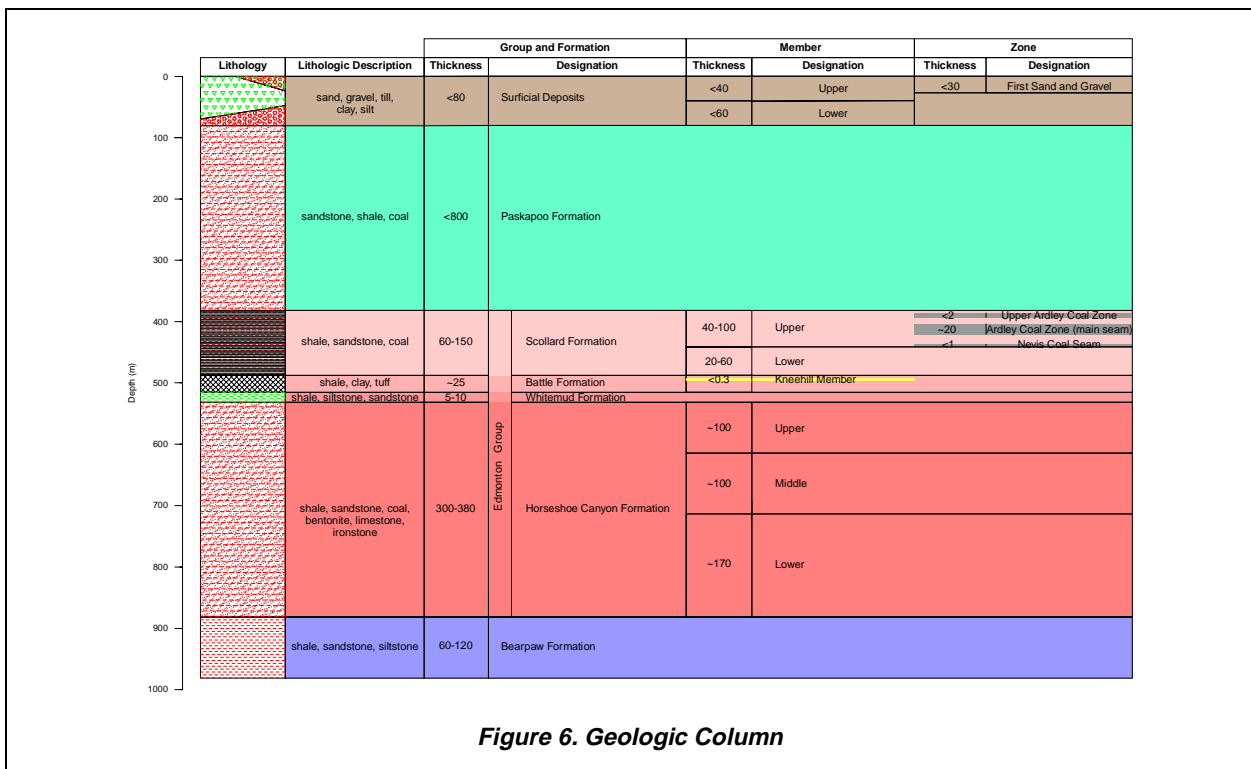 Group and Formation Member Zone
Lithology Lithologic Description Thickness Designation Thickness Designation Thickness Designation
0
sand, gravel, till,
clay, silt
<80 Surficial Deposits
<40 Upper
<60 Lower
<30 First Sand and Gravel
100
200
sandstone, shale, coal <800 Paskapoo Formation
300
400
shale, sandstone, coal 60-150 Scollard Formation
40-100 Upper
20-60 Lower
<2 Upper Ardley Coal Zone
~20 Ardley Coal Zone (main seam)
<1 Nevis Coal Seam
Depth (m)
500
shale, clay, tuff ~25 Battle Formation <0.3 Kneehill Member
shale, siltstone, sandstone 5-10 Whitemud Formation
Edmonton Group
600
700
shale, sandstone, coal,
bentonite, limestone,
ironstone
300-380 Horseshoe Canyon Formation
~100 Upper
~100 Middle
~170 Lower
800
900
shale, sandstone, siltstone 60-120 Bearpaw Formation
1000
Figure 6. Geologic Column